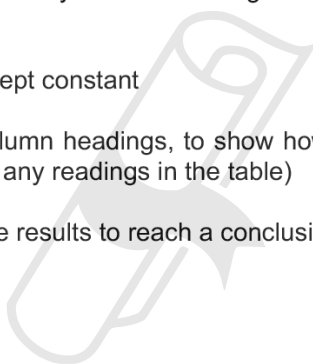 ept constant
lumn headings, to show how
any readings in the table)
e results to reach a conclusi